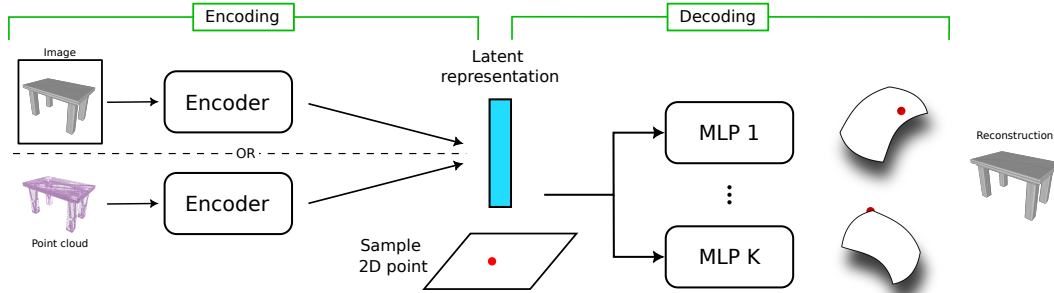 Encoding
Decoding
Image
Encoder
Latent
representation
MLP 1
Reconstruction
OR
Encoder
Point cloud
Sample
2D point
MLP K